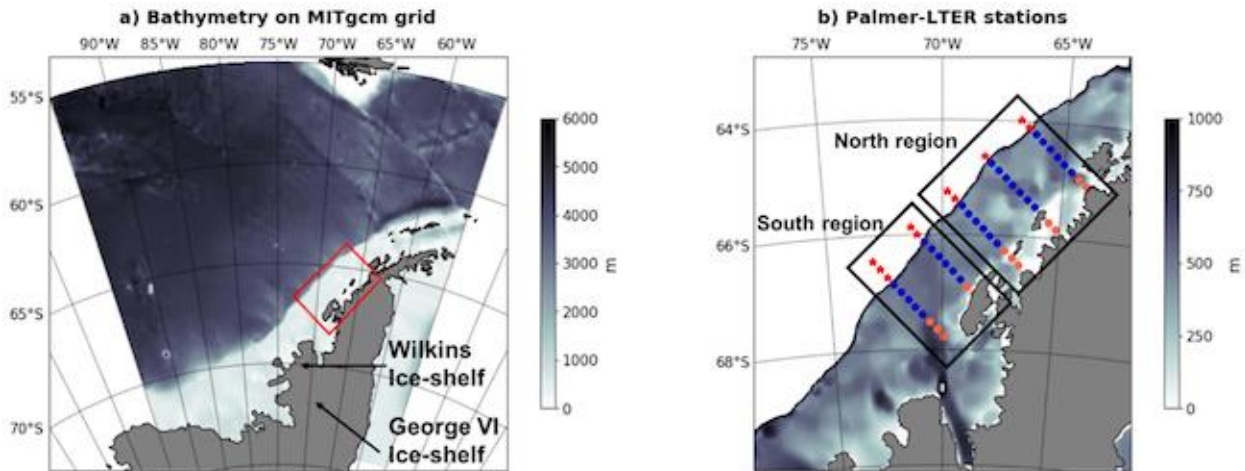 a) Bathymetry on MITgcm grid
90°W 85°W 80°W 75°W 70°W 65°W 60°W
55°S
60°S
65°S
70°S
Wilkins
Ice-shelf
George VI
Ice-shelf
6000
5000
4000
3000
2000
1000
0
m
b) Palmer-LTER stations
75°W 70°W 65°W
64°S
66°S
68°S
North region
South region
1000
750
500
250
0
m